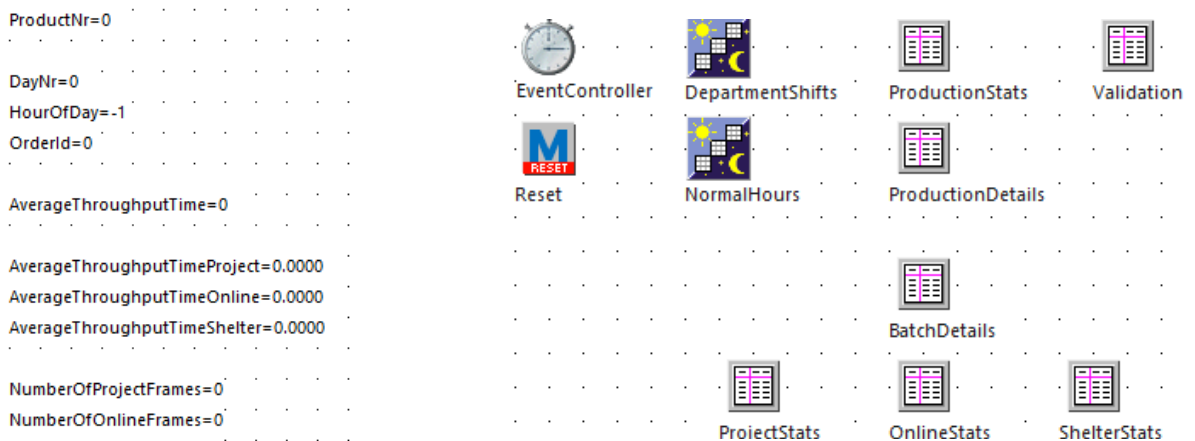 ProductNr=0
DayNr=0
HourOfDay=-1
OrderId=0
AverageThroughputTime=0
AverageThroughputTimeProject=0.0000
AverageThroughputTimeOnline=0.0000
AverageThroughputTimeShelter=0.0000
NumberOfProjectFrames=0
NumberOfOnlineFrames=0
EventController DepartmentShifts ProductionStats Validation
M
RESET
Reset NormalHours ProductionDetails
BatchDetails
ProjectStats OnlineStats ShelterStats